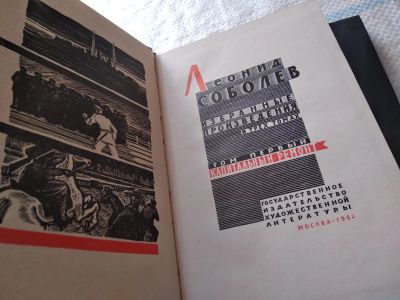 Леонид
СОБОЛЕВ
ИЗБРАННЫЕ
ПРОИЗВЕДЕНИЯ
В ТРЕХ ТОМАХ
ТОМ ПЕРВЫЙ
КАПИТАЛЬНЫЙ РЕМОНТ
ГОСУДАРСТВЕННОЕ
ИЗДАТЕЛЬСТВО
ХУДОЖЕСТВЕННОЙ
ЛИТЕРАТУРЫ
МОСКВА - 1962